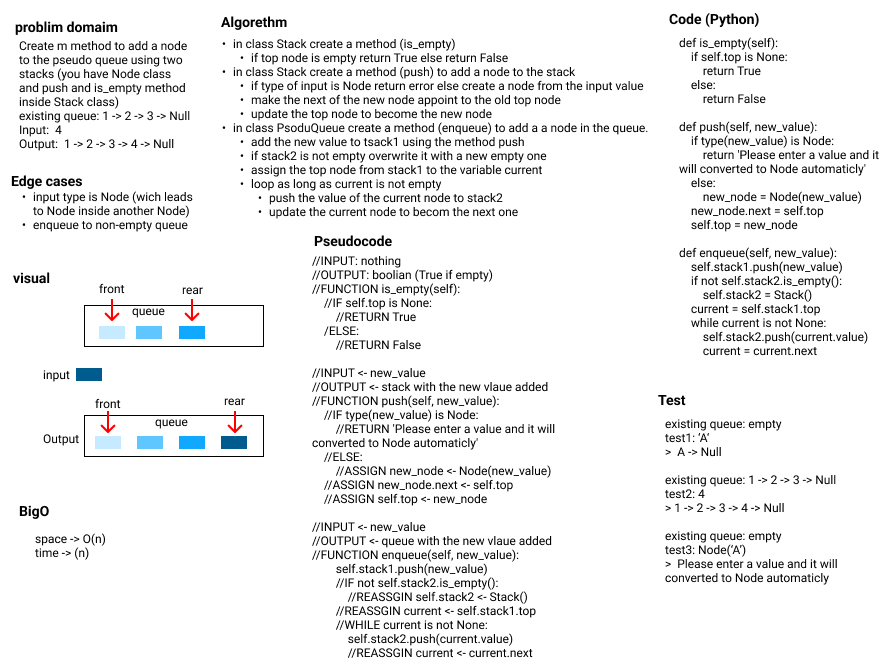 problim domaim
Create m method to add a node
to the pseudo queue using two
stacks (you have Node class
and push and is_empty method
inside Stack class)
existing queue: 1 -> 2 -> 3 -> Null
Input:  4
Output:  1 -> 2 -> 3 -> 4 -> Null
Edge cases
• input type is Node (wich leads
to Node inside another Node)
• enqueue to non-empty queue
visual
front
rear
queue
input
front
rear
queue
Output
BigO
space -> O(n)
time -> (n)
Algorethm
• in class Stack create a method (is_empty)
• if top node is empty return True else return False
• in class Stack create a method (push) to add a node to the stack
• if type of input is Node return error else create a node from the input value
• make the next of the new node appoint to the old top node
• update the top node to become the new node
• in class PsoduQueue create a method (enqueue) to add a a node in the queue.
• add the new value to tsack1 using the method push
• if stack2 is not empty overwrite it with a new empty one
• assign the top node from stack1 to the variable current
• loop as long as current is not empty
• push the value of the current node to stack2
• update the current node to becom the next one
Pseudocode
//INPUT: nothing
//OUTPUT: boolian (True if empty)
//FUNCTION is_empty(self):
//IF self.top is None:
//RETURN True
/ELSE:
//RETURN False
//INPUT <- new_value
//OUTPUT <- stack with the new vlaue added
//FUNCTION push(self, new_value):
//IF type(new_value) is Node:
//RETURN 'Please enter a value and it will
converted to Node automaticly'
//ELSE:
//ASSIGN new_node <- Node(new_value)
//ASSIGN new_node.next <- self.top
//ASSIGN self.top <- new_node
//INPUT <- new_value
//OUTPUT <- queue with the new vlaue added
//FUNCTION enqueue(self, new_value):
self.stack1.push(new_value)
//IF not self.stack2.is_empty():
//REASSGIN self.stack2 <- Stack()
//REASSGIN current <- self.stack1.top
//WHILE current is not None:
self.stack2.push(current.value)
//REASSGIN current <- current.next
Code (Python)
def is_empty(self):
if self.top is None:
return True
else:
return False
def push(self, new_value):
if type(new_value) is Node:
return 'Please enter a value and it
will converted to Node automaticly'
else:
new_node = Node(new_value)
new_node.next = self.top
self.top = new_node
def enqueue(self, new_value):
self.stack1.push(new_value)
if not self.stack2.is_empty():
self.stack2 = Stack()
current = self.stack1.top
while current is not None:
self.stack2.push(current.value)
current = current.next
Test
existing queue: empty
test1: ‘A’
>  A -> Null
existing queue: 1 -> 2 -> 3 -> Null
test2: 4
> 1 -> 2 -> 3 -> 4 -> Null
existing queue: empty
test3: Node(‘A’)
>  Please enter a value and it will
converted to Node automaticly